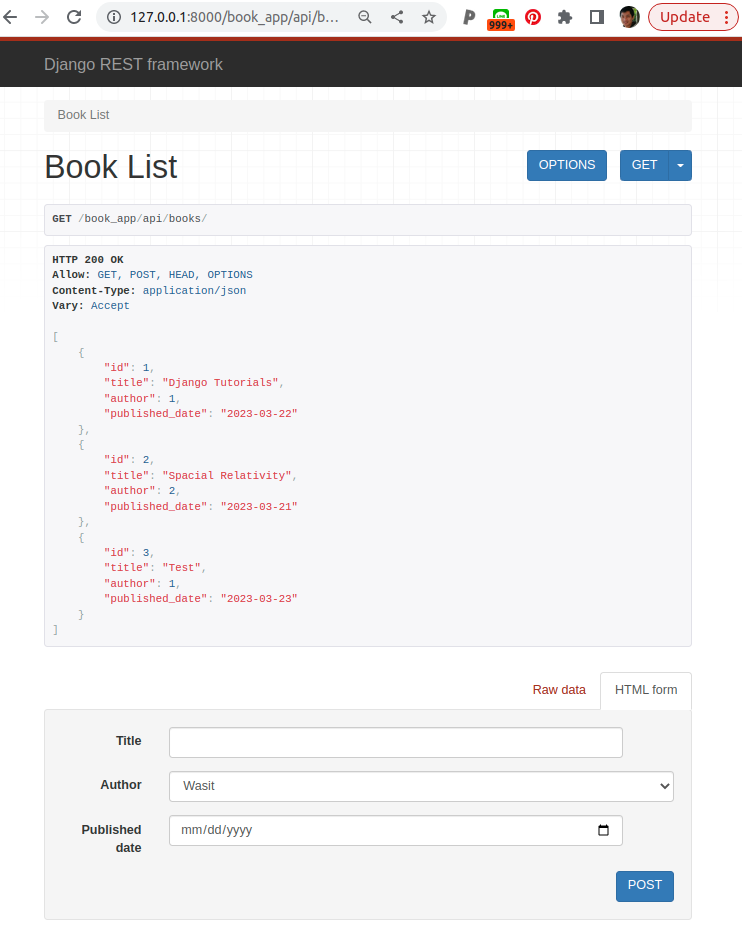 127.0.0.1:8000/book_app/api/b...
LINE
999+
Update
Django REST framework
Book List
Book List
OPTIONS
GET
GET /book_app/api/books/
HTTP 200 OK
Allow: GET, POST, HEAD, OPTIONS
Content-Type: application/json
Vary: Accept
[
    {
        "id": 1,
        "title": "Django Tutorials",
        "author": 1,
        "published_date": "2023-03-22"
    },
    {
        "id": 2,
        "title": "Spacial Relativity",
        "author": 2,
        "published_date": "2023-03-21"
    },
    {
        "id": 3,
        "title": "Test",
        "author": 1,
        "published_date": "2023-03-23"
    }
]
Raw data
HTML form
Title
Author
Wasit
Published
date
mm/dd/yyyy
POST